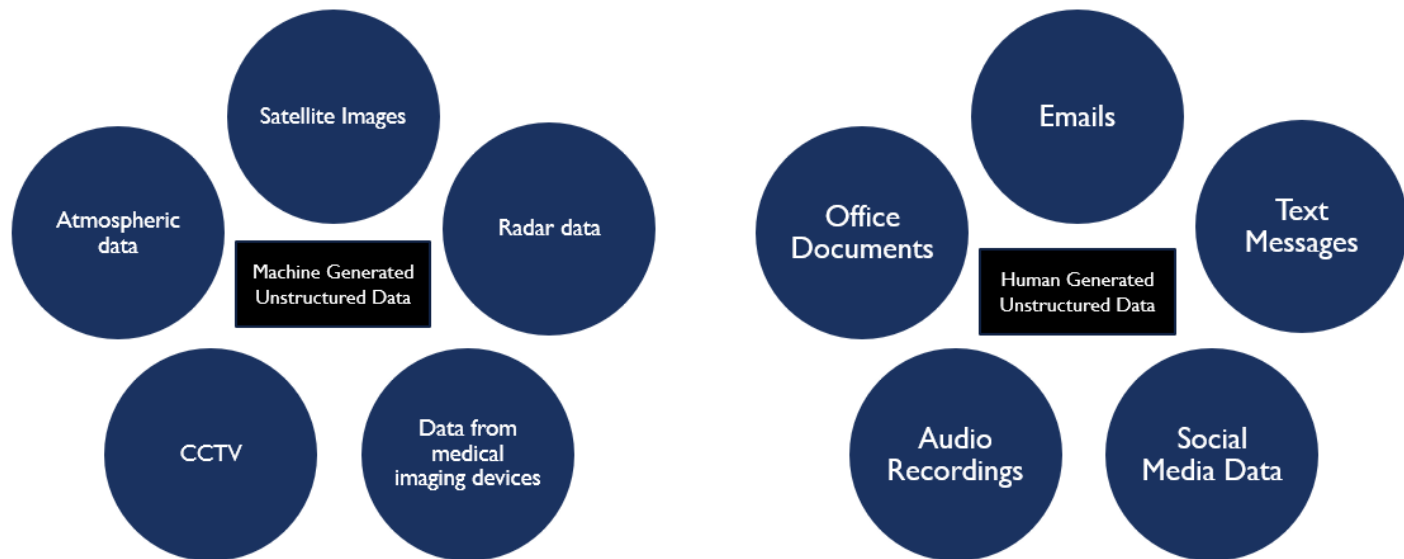 Satellite Images
Atmospheric
data
Radar data
Machine Generated
Unstructured Data
CCTV
Data from
medical
imaging devices
Emails
Office
Documents
Text
Messages
Human Generated
Unstructured Data
Audio
Recordings
Social
Media Data